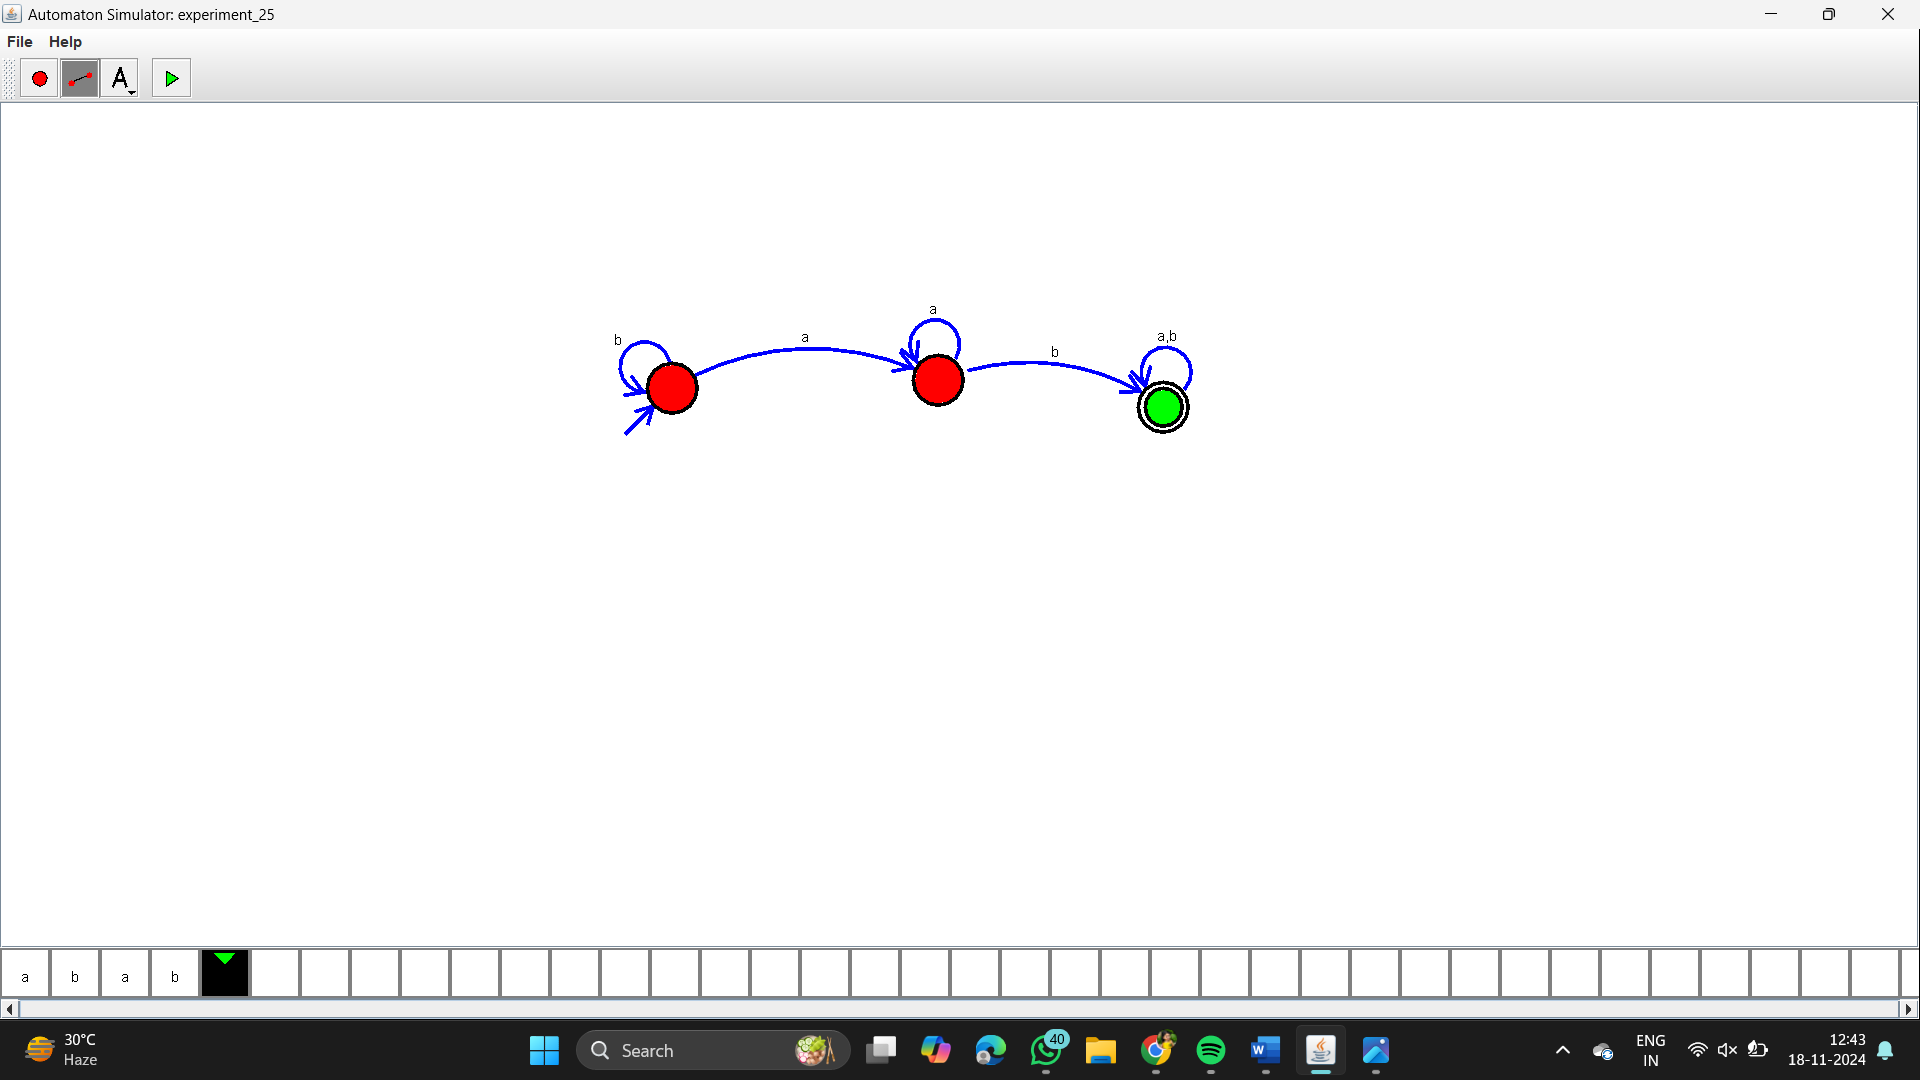 Automaton Simulator: experiment_25
File Help
A
a
b
a
a,b
b
a b a b
30°C
Haze
Search
40
ENG
IN
12:43
18-11-2024